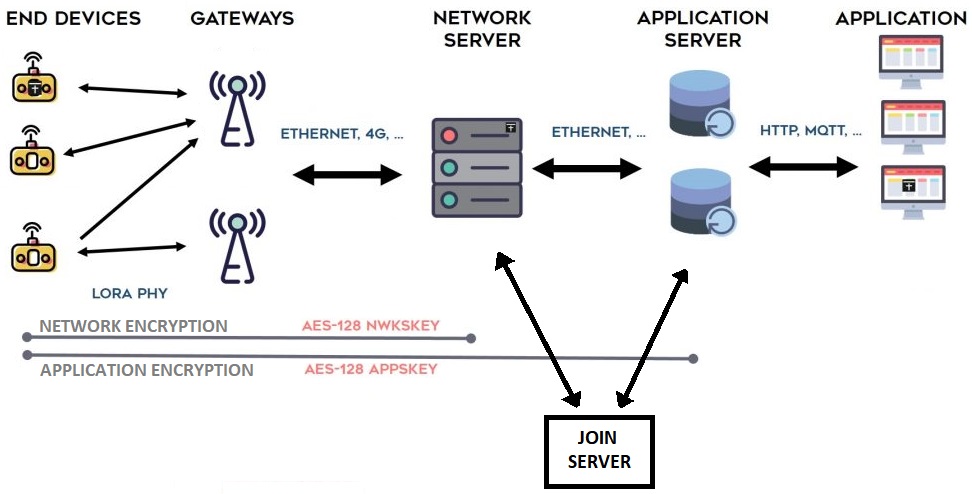 END DEVICES
GATEWAYS
NETWORK
SERVER
APPLICATION
SERVER
APPLICATION
ETHERNET, 4G, ...
ETHERNET, ...
HTTP, MQTT, ...
LORA PHY
NETWORK ENCRYPTION
AES-128 NWKSKEY
APPLICATION ENCRYPTION
AES-128 APPSKEY
JOIN
SERVER